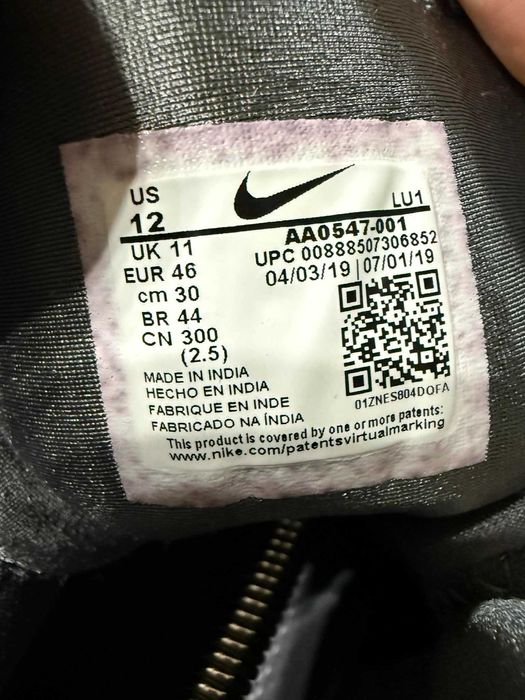 US
12
LU1
AA0547-001
UPC 00888507306852
04/03/19 | 07/01/19
UK 11
EUR 46
cm 30
BR 44
CN 300
(2.5)
MADE IN INDIA
HECHO EN INDIA
FABRIQUE EN INDE
FABRICADO NA ÍNDIA
01ZNES804DOFA
This product is covered by one or more patents:
www.nike.com/patentsvirtualmarking